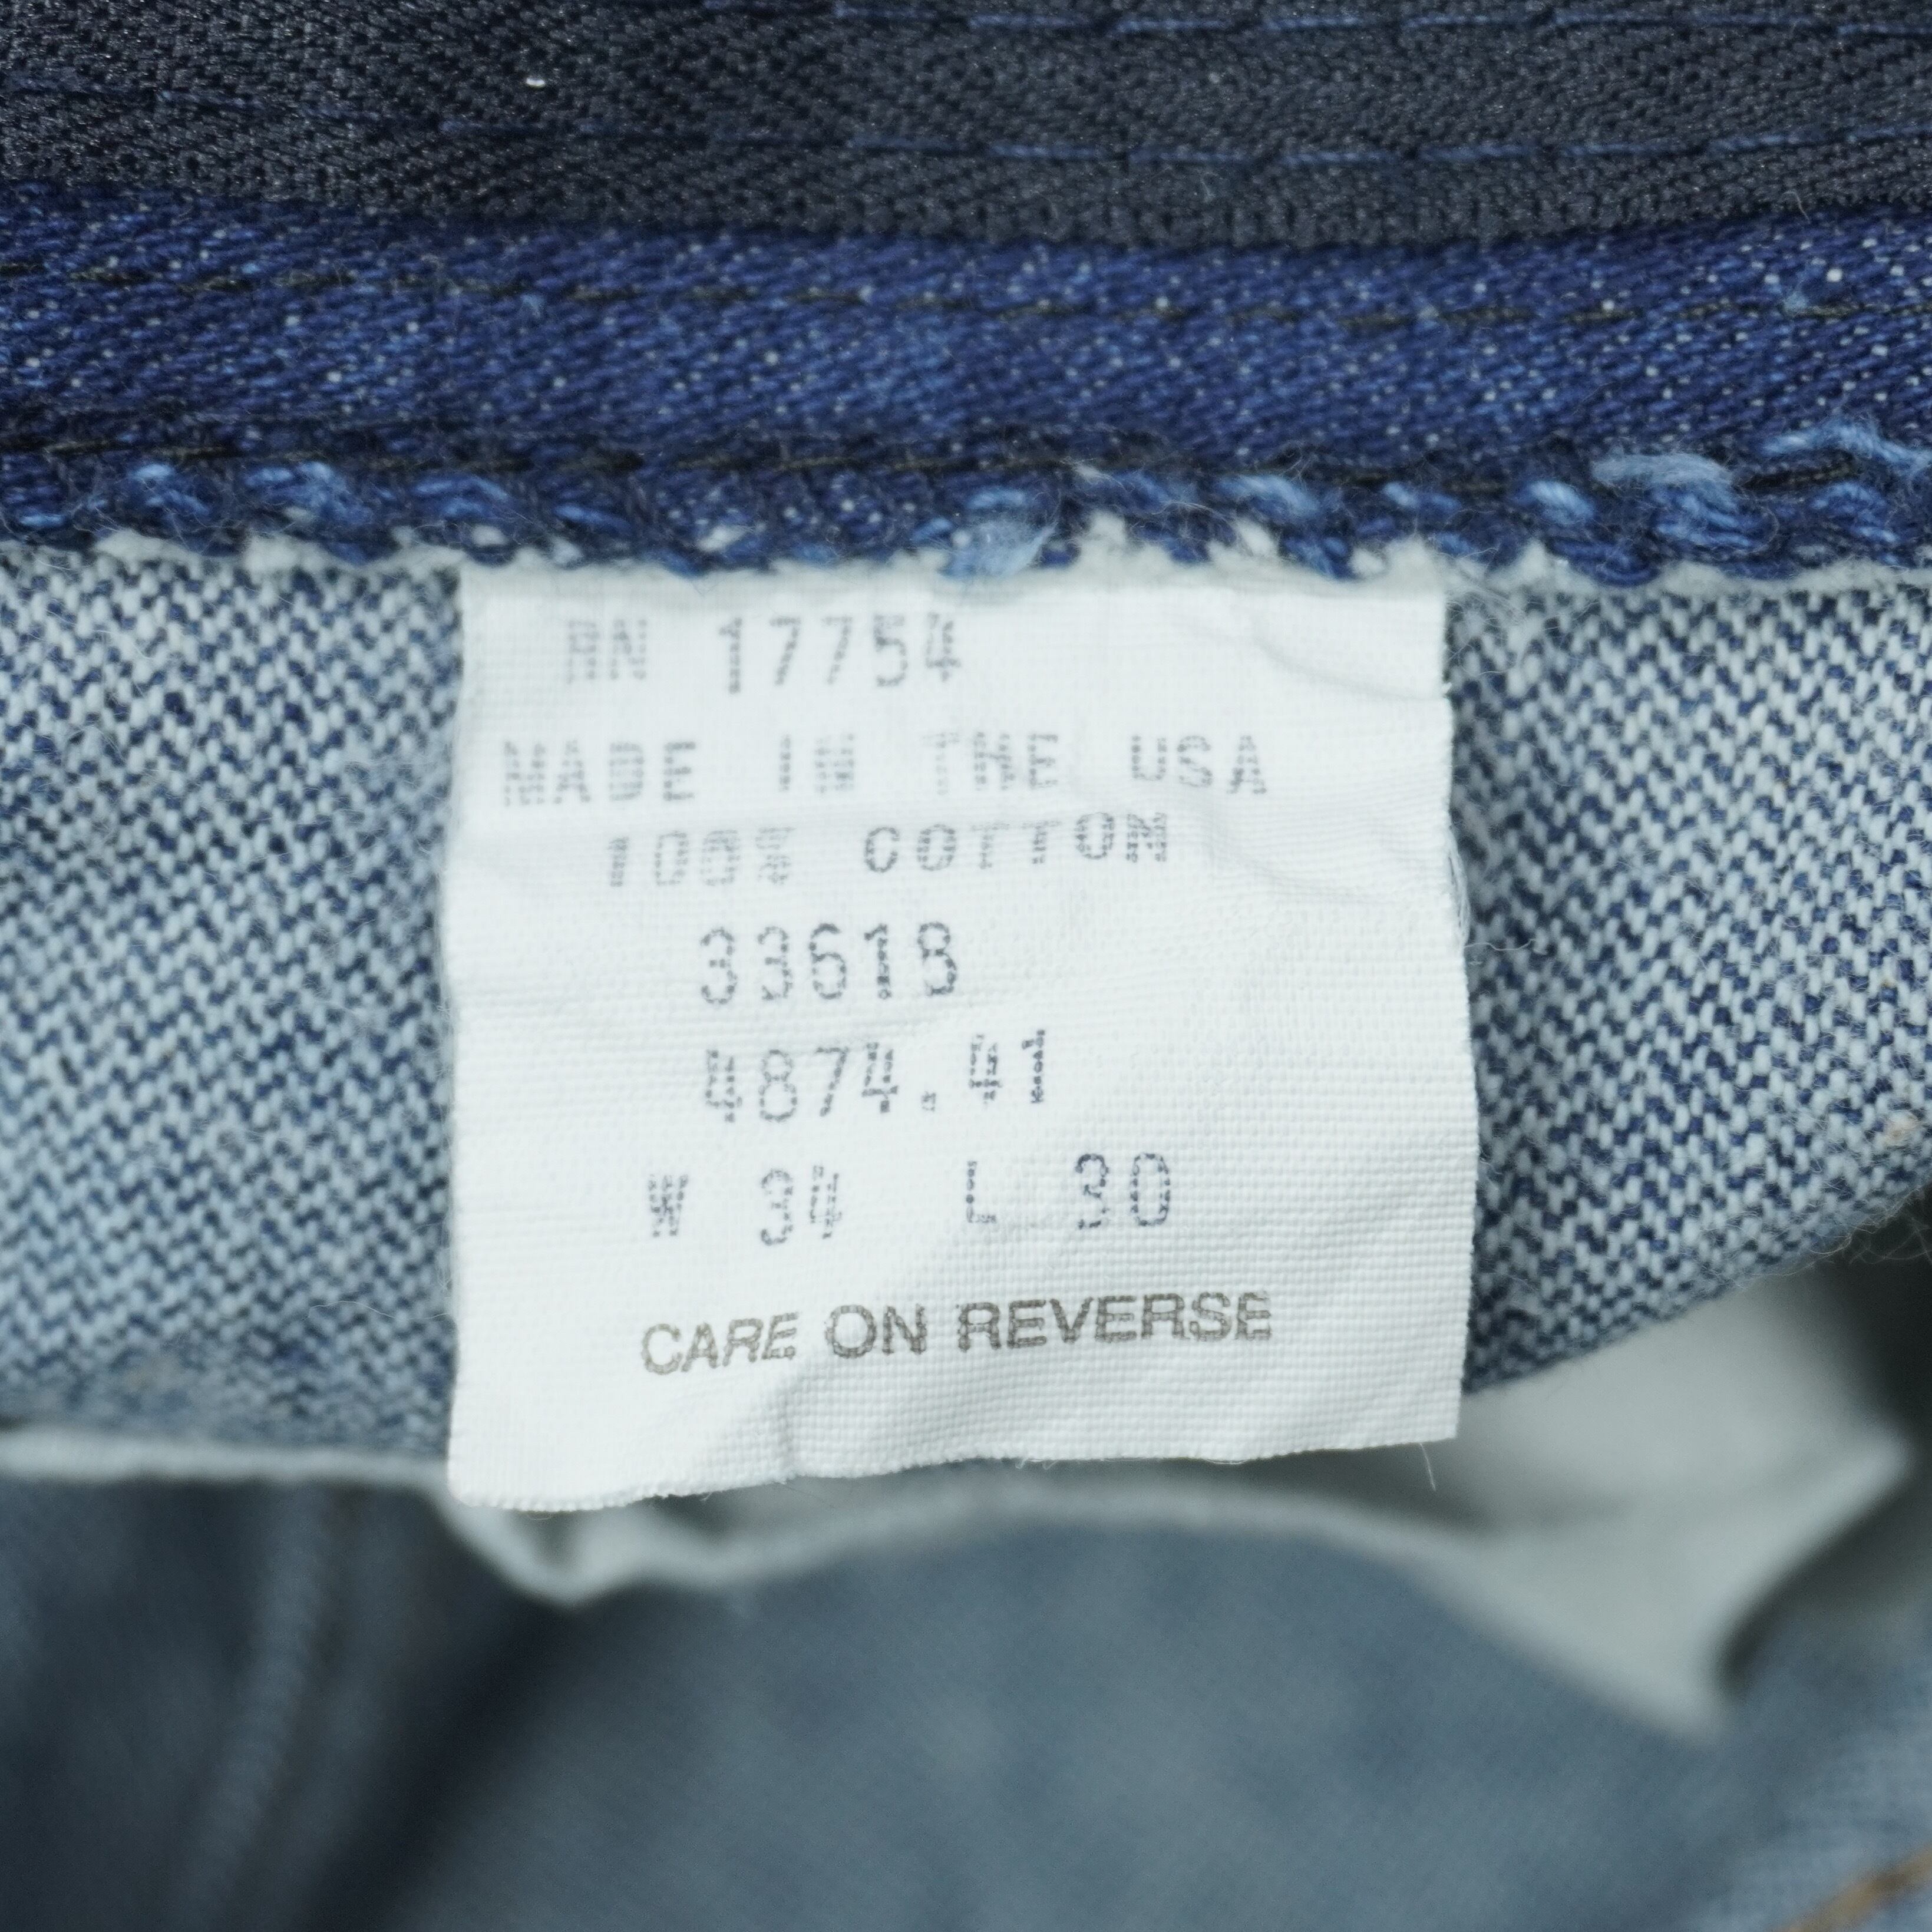 RN 17754
MADE IN THE USA
100% COTTON
33618
4874.41
W 34 L 30
CARE ON REVERSE